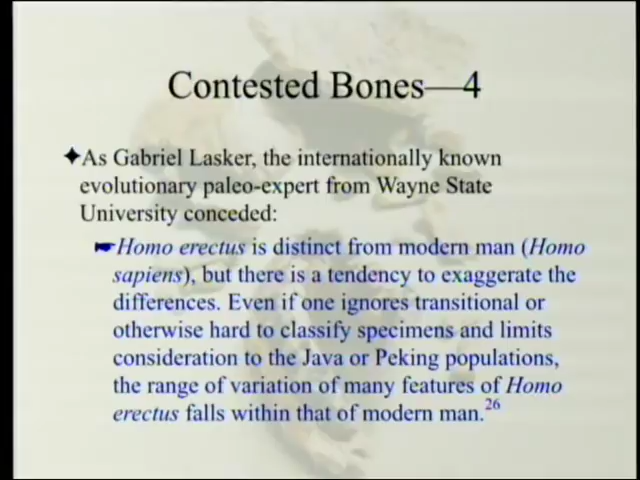 Contested Bones—4
As Gabriel Lasker, the internationally known
evolutionary paleo-expert from Wayne State
University conceded:
Homo erectus is distinct from modern man (Homo
sapiens), but there is a tendency to exaggerate the
differences. Even if one ignores transitional or
otherwise hard to classify specimens and limits
consideration to the Java or Peking populations,
the range of variation of many features of Homo
erectus falls within that of modern man.26